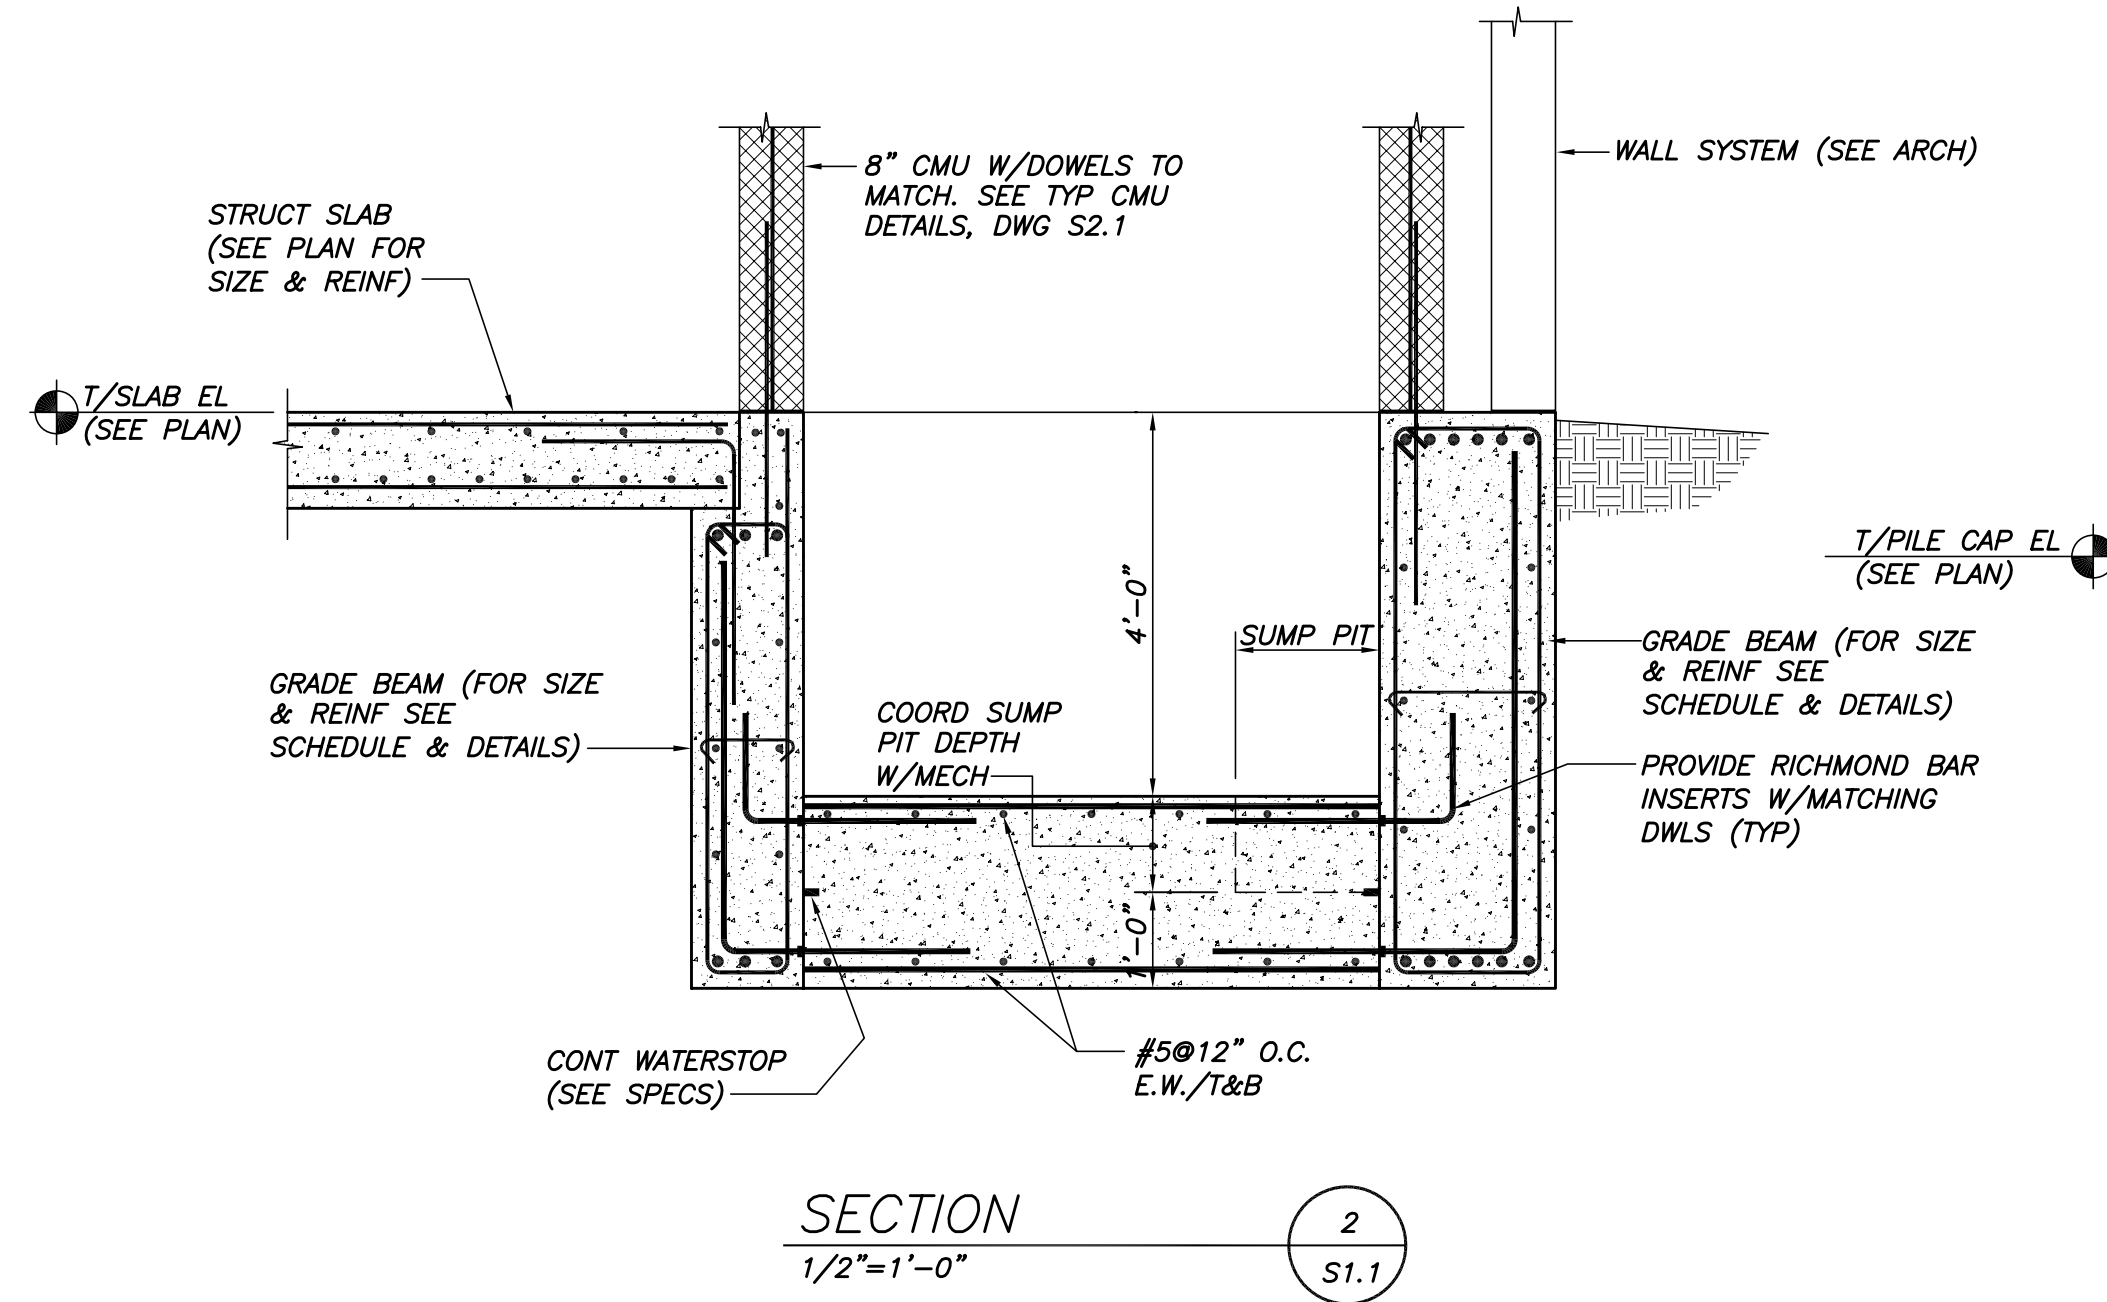 8" CMU W/DOWELS TO
MATCH. SEE TYP CMU
DETAILS, DWG S2.1
WALL SYSTEM (SEE ARCH)
STRUCT SLAB
(SEE PLAN FOR
SIZE & REINF)
T/SLAB EL
(SEE PLAN)
T/PILE CAP EL
(SEE PLAN)
4'-0"
SUMP PIT
GRADE BEAM (FOR SIZE
& REINF SEE
SCHEDULE & DETAILS)
GRADE BEAM (FOR SIZE
& REINF SEE
SCHEDULE & DETAILS)
COORD SUMP
PIT DEPTH
W/MECH
PROVIDE RICHMOND BAR
INSERTS W/MATCHING
DWLS (TYP)
1'-0"
CONT WATERSTOP
(SEE SPECS)
#5@12" O.C.
E.W./T&B
SECTION
1/2"=1'-0"
2
S1.1